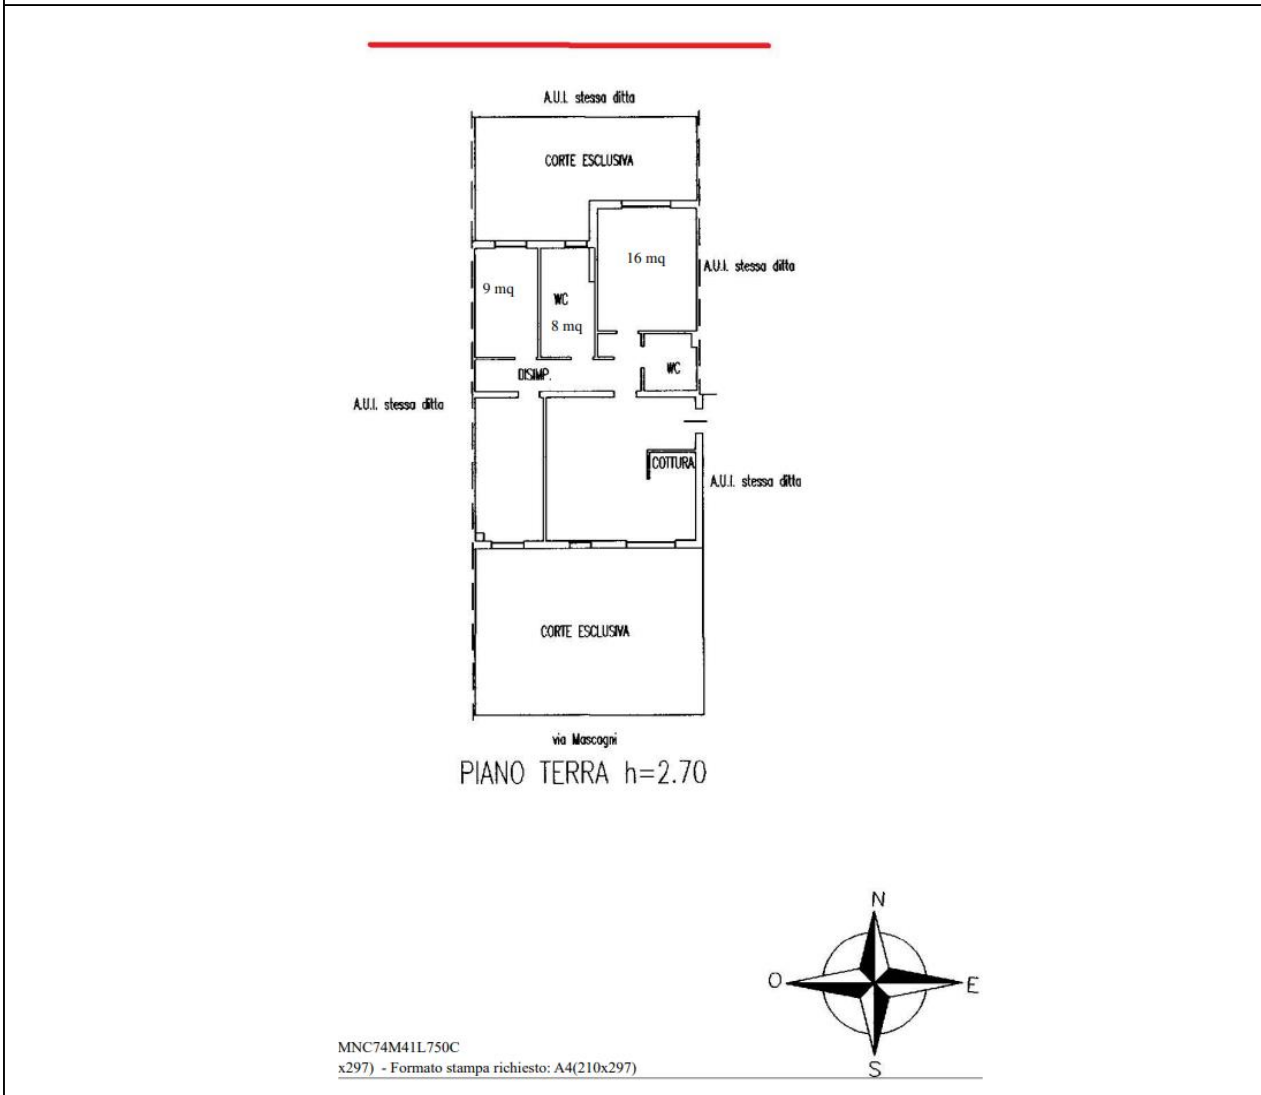 A.U.I. stessa ditta
CORTE ESCLUSIVA
16 mq
A.U.I. stessa ditta
9 mq
WC
8 mq
WC
DISIMP.
A.U.I. stessa ditta
COTTURA
A.U.I. stessa ditta
CORTE ESCLUSIVA
via Mascagni
PIANO TERRA h=2.70
N
O
E
S
MNC74M41L750C
x297) - Formato stampa richiesto: A4(210x297)